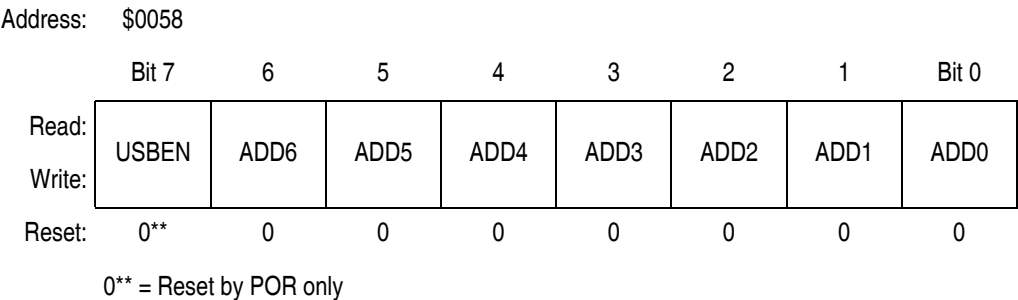 Address: $0058
Bit 7 6 5 4 3 2 1 Bit 0
Read:
USBEN ADD6 ADD5 ADD4 ADD3 ADD2 ADD1 ADD0
Write:
Reset: 0** 0 0 0 0 0 0 0
0** = Reset by POR only